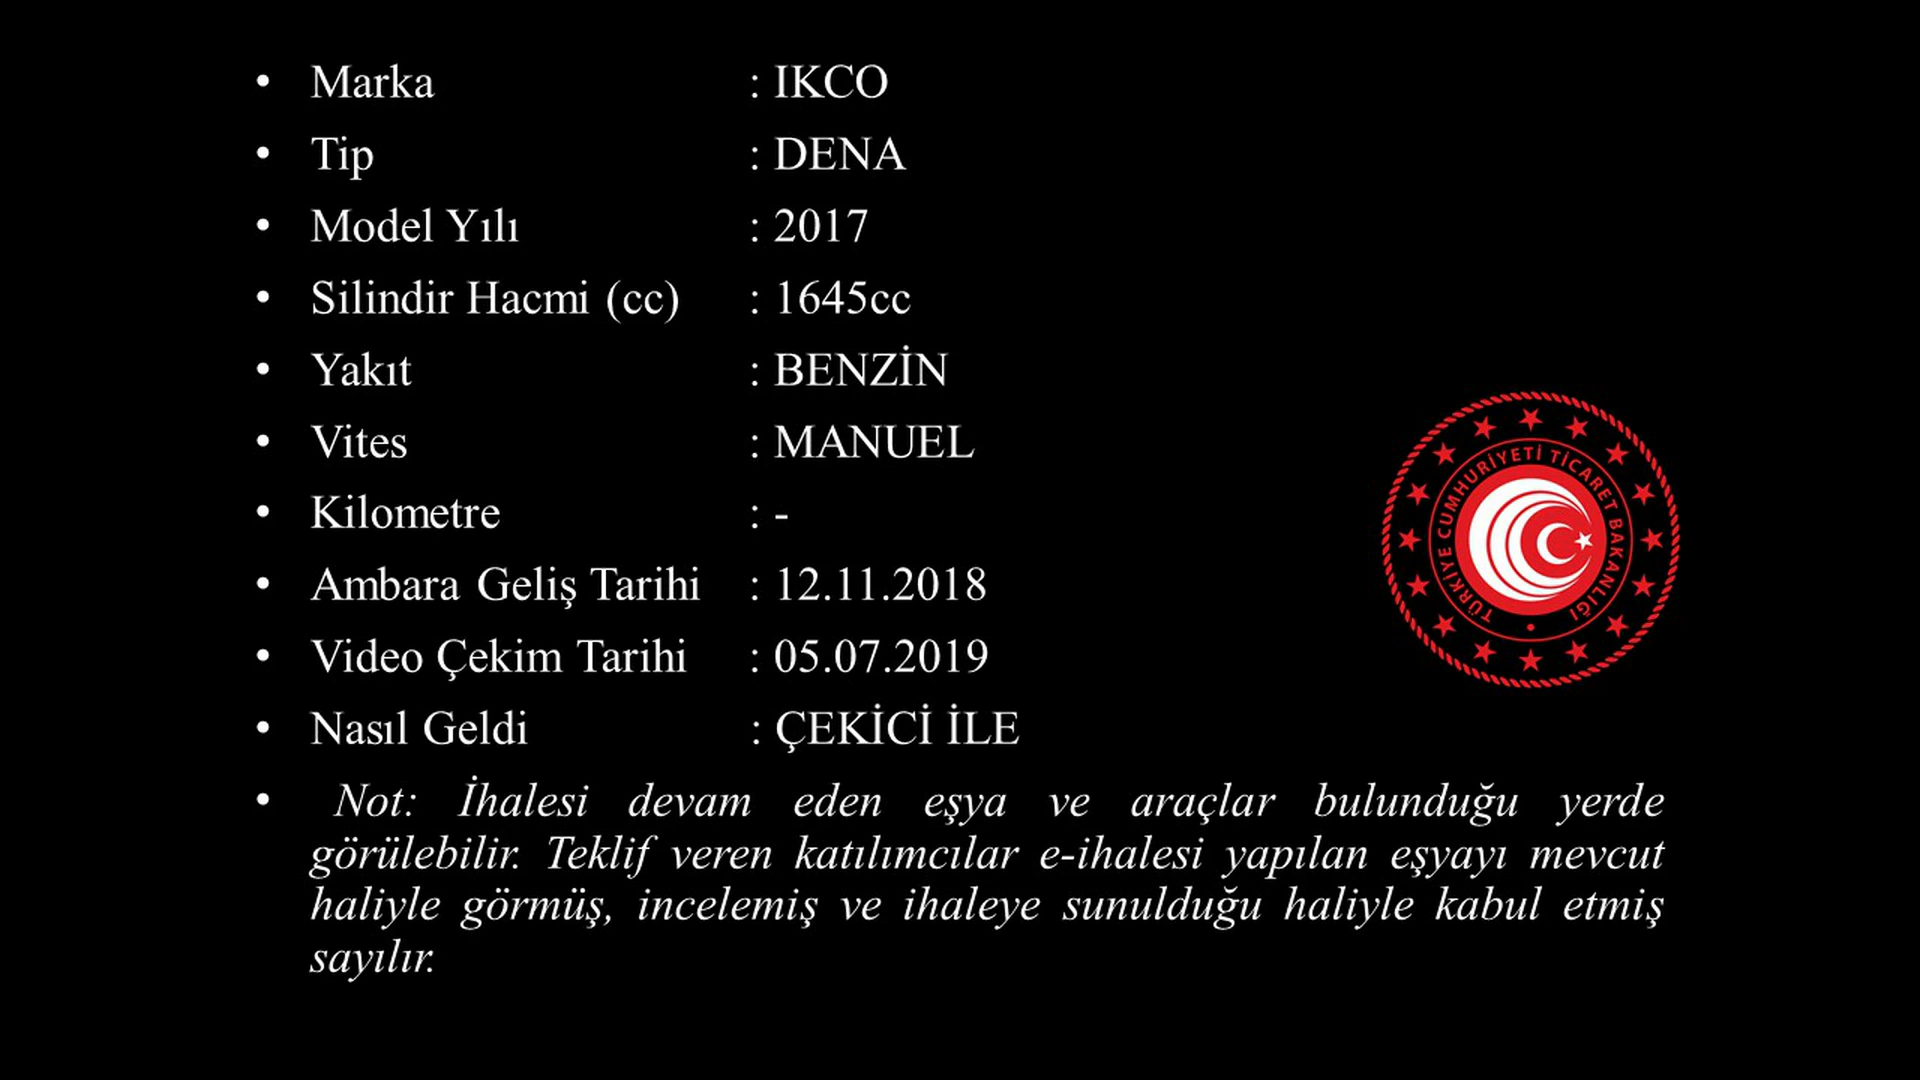 • Marka : IKCO
• Tip : DENA
• Model Yılı : 2017
• Silindir Hacmi (cc) : 1645cc
• Yakıt : BENZİN
• Vites : MANUEL
• Kilometre : -
• Ambara Geliş Tarihi : 12.11.2018
• Video Çekim Tarihi : 05.07.2019
• Nasıl Geldi : ÇEKİCİ İLE
• Not: İhalesi devam eden eşya ve araçlar bulunduğu yerde
görülebilir. Teklif veren katılımcılar e-ihalesi yapılan eşyayı mevcut
haliyle görmüş, incelemiş ve ihaleye sunulduğu haliyle kabul etmiş
sayılır.
TÜRKİYE CUMHURİYETİ TİCARET BAKANLIĞI